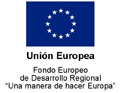 Unión Europea
Fondo Europeo
de Desarrollo Regional
“Una manera de hacer Europa”